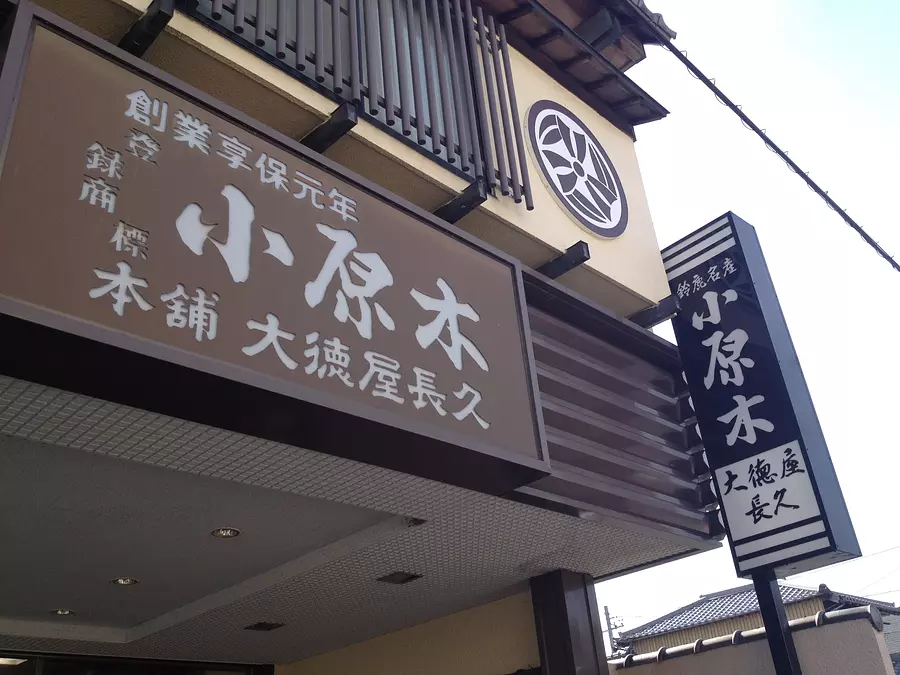 創業享保元年
登録商標
小原木
本舗 大徳屋長久
鈴鹿名産
小原木
大徳屋
長久